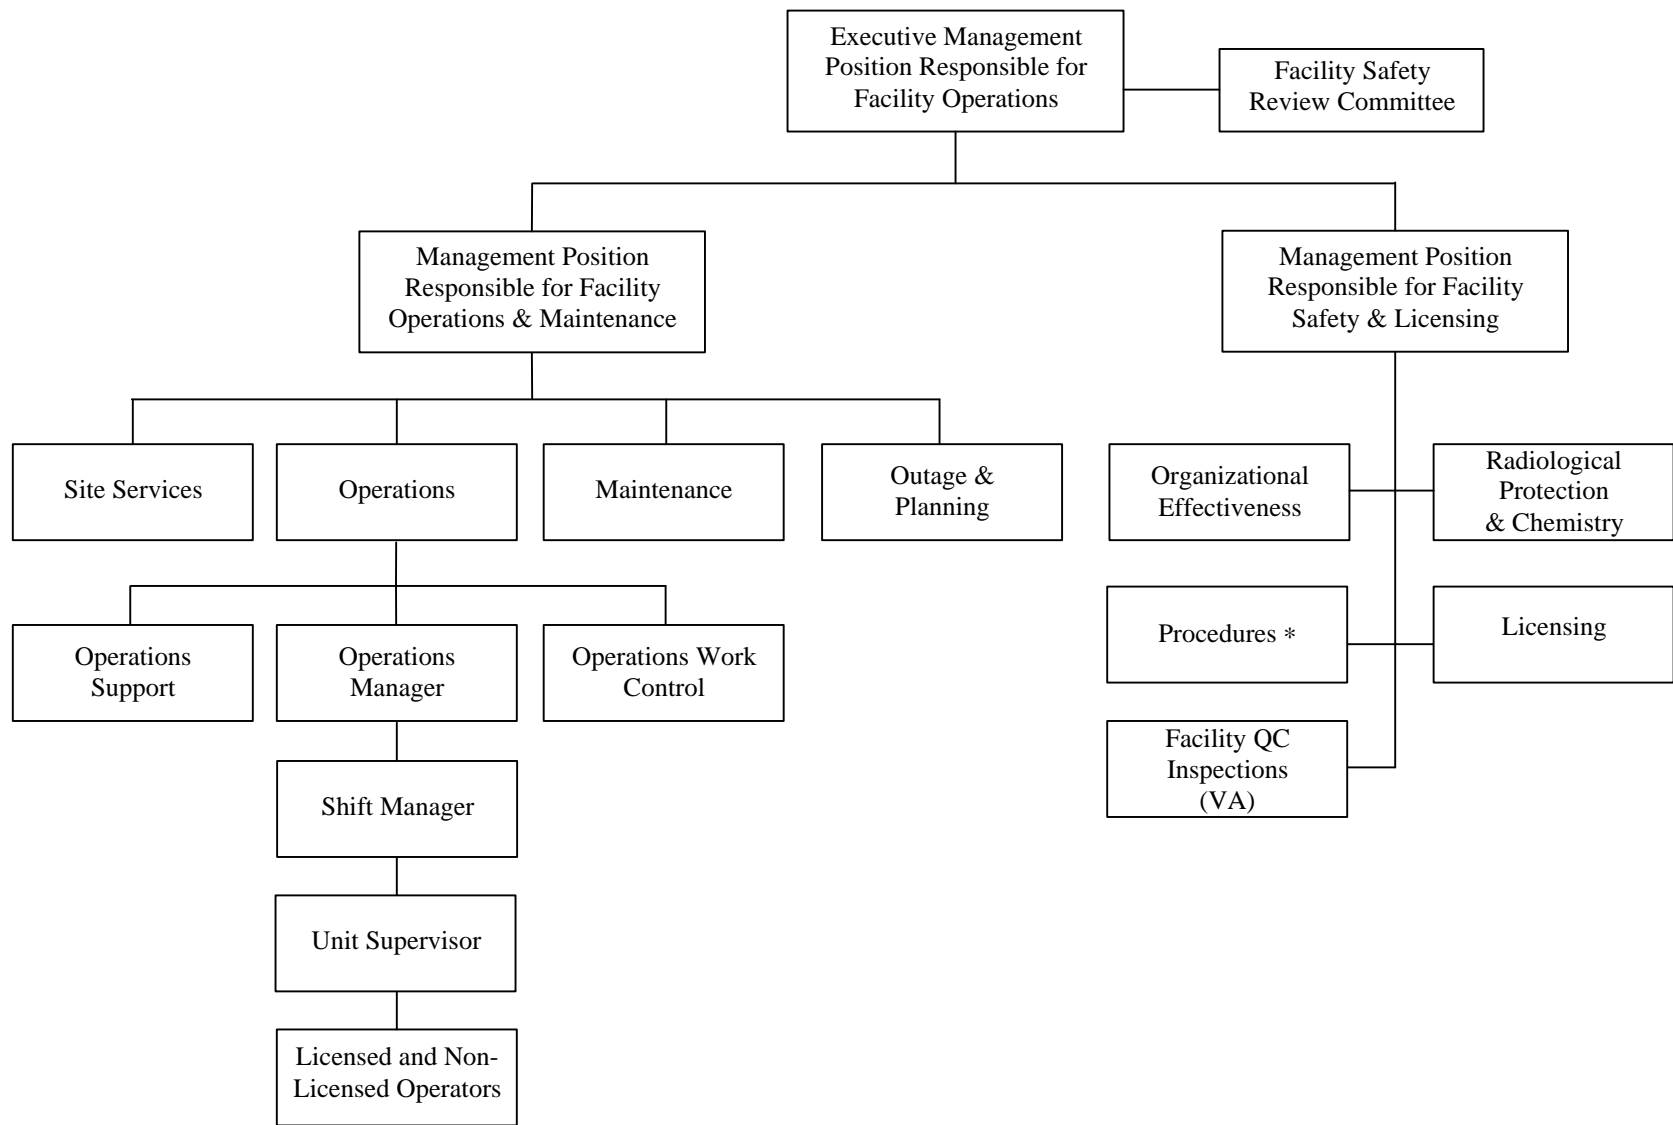 Executive Management
Position Responsible for
Facility Operations
Facility Safety
Review Committee
Management Position
Responsible for Facility
Operations & Maintenance
Management Position
Responsible for Facility
Safety & Licensing
Site Services
Operations
Maintenance
Outage &
Planning
Organizational
Effectiveness
Radiological
Protection
& Chemistry
Operations
Support
Operations
Manager
Operations Work
Control
Procedures *
Licensing
Facility QC
Inspections
(VA)
Shift Manager
Unit Supervisor
Licensed and Non-
Licensed Operators